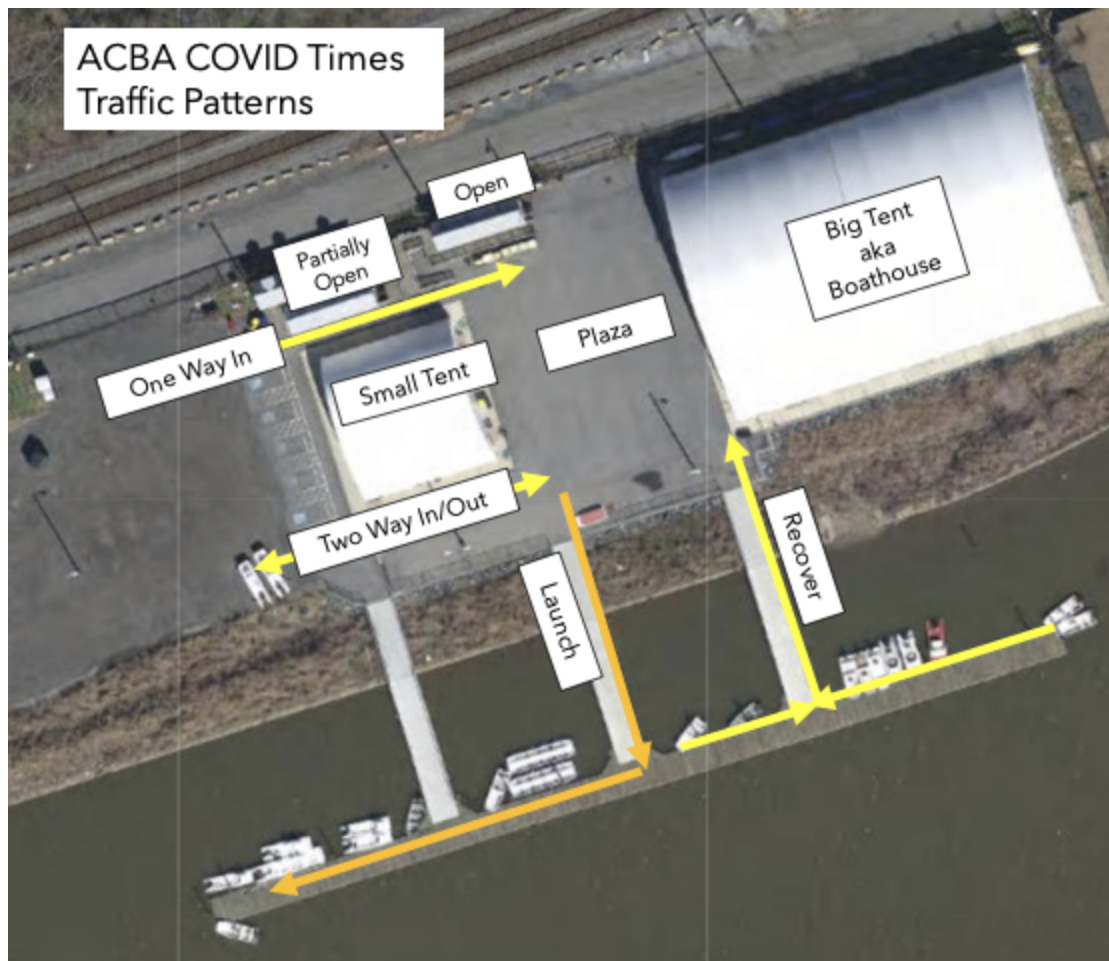 ACBA COVID Times
Traffic Patterns
Open
Partially
Open
Big Tent
aka
Boathouse
Plaza
One Way In
Small Tent
Two Way In/Out
Recover
Launch